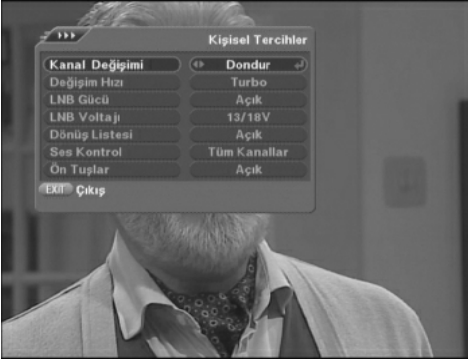 Kişisel Tercihler
Kanal Değişimi Dondur
Değişim Hızı Turbo
LNB Gücü Açık
LNB Voltajı 13/18V
Dönüş Listesi Açık
Ses Kontrol Tüm Kanallar
Ön Tuşlar Açık
EXIT Çıkış